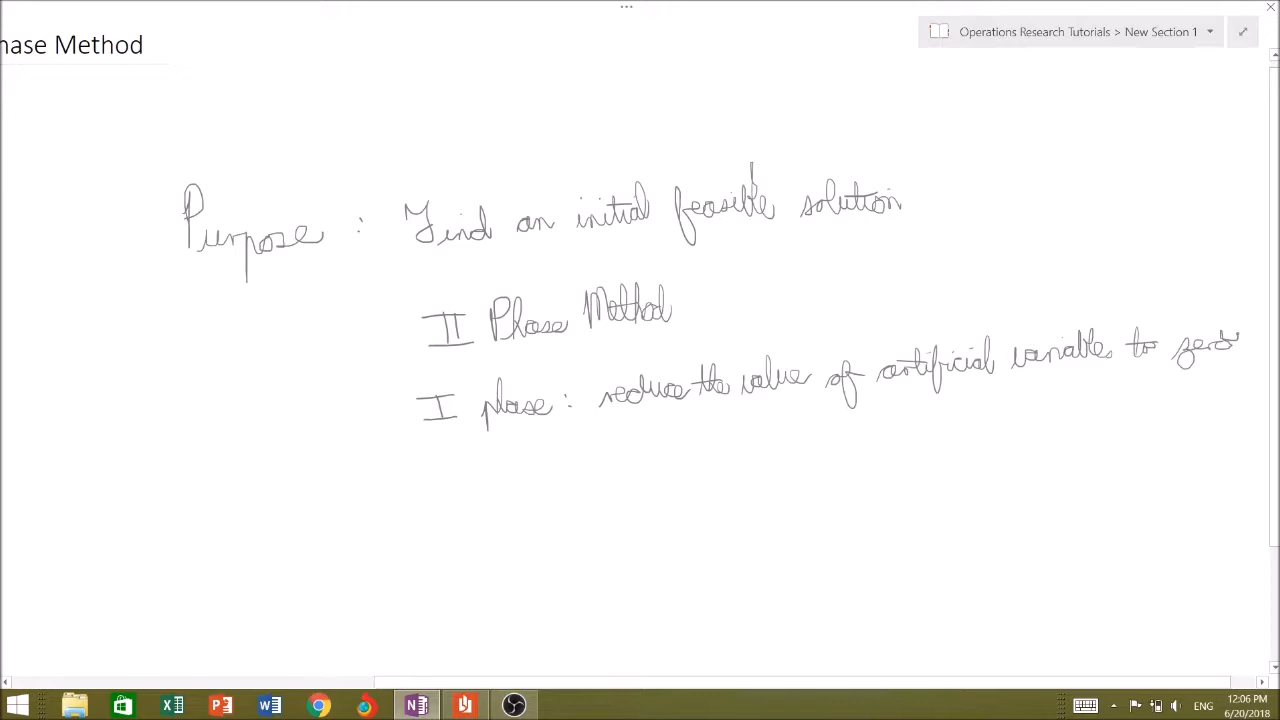 hase Method
Operations Research Tutorials > New Section 1
Purpose : Find an initial feasible solution
II Phase Method
I phase : reduce the value of artificial variables to zero
ENG
12:06 PM
6/20/2018